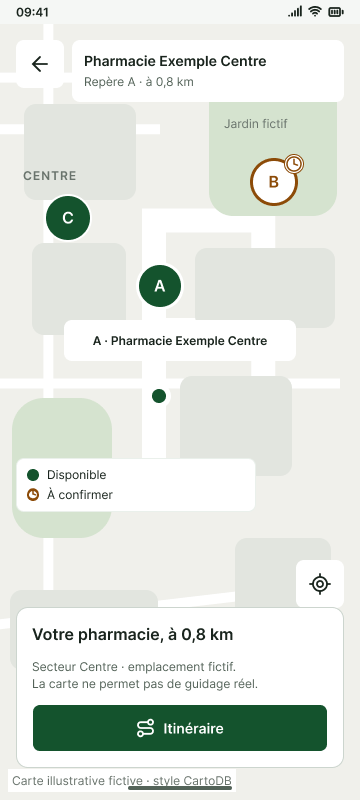 09:41
Pharmacie Exemple Centre
Repère A · à 0,8 km
Jardin fictif
CENTRE
B
C
A
A · Pharmacie Exemple Centre
Disponible
À confirmer
Votre pharmacie, à 0,8 km
Secteur Centre · emplacement fictif.
La carte ne permet pas de guidage réel.
Itinéraire
Carte illustrative fictive · style CartoDB